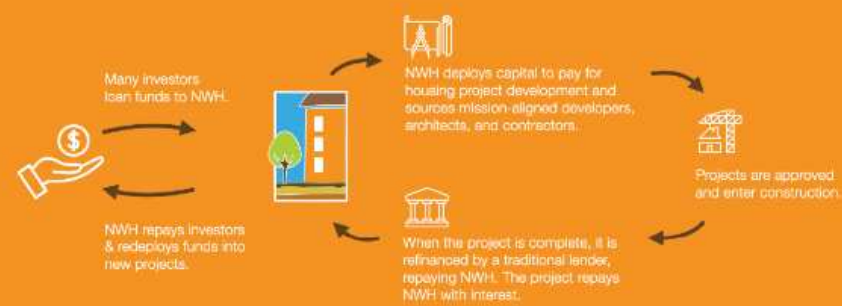 Many investors
loan funds to NWH.
$
NWH deploys capital to pay for
housing project development and
sources mission-aligned developers,
architects, and contractors.
Projects are approved
and enter construction.
When the project is complete, it is
refinanced by a traditional lender,
repaying NWH. The project repays
NWH with interest.
NWH repays investors
& redeploys funds into
new projects.